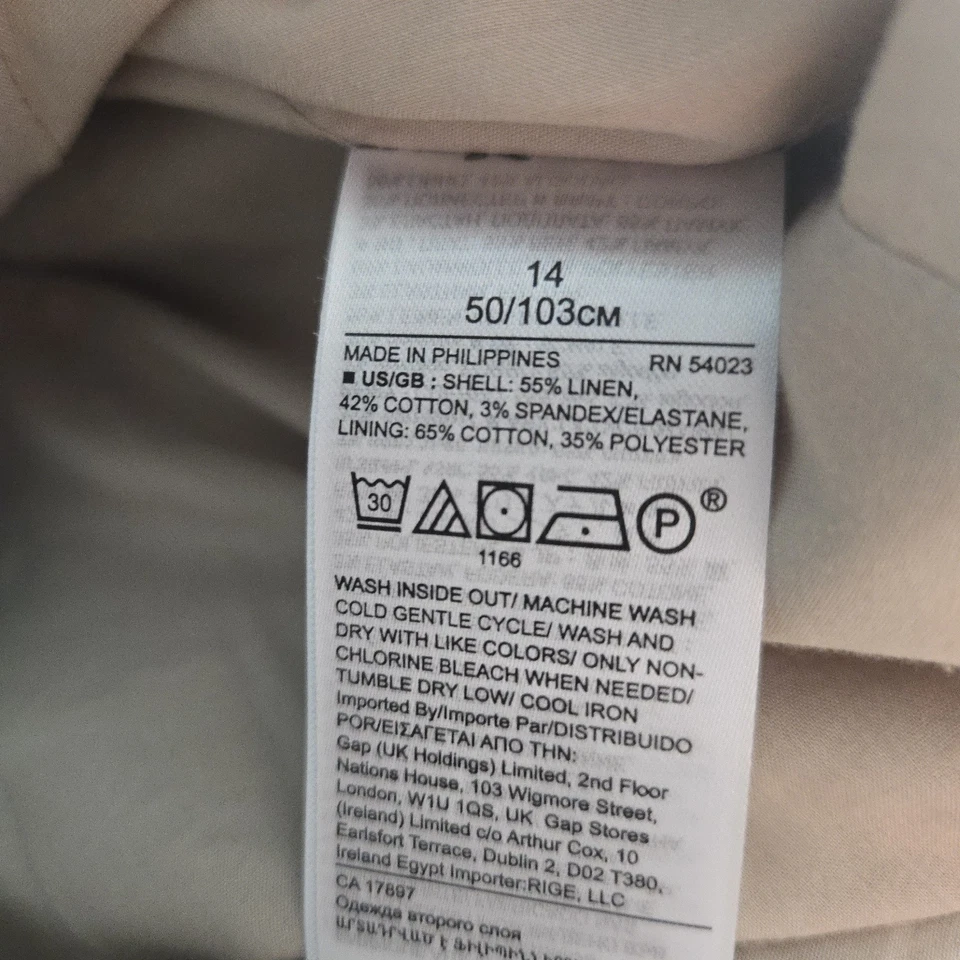 14
50/103CM
MADE IN PHILIPPINES RN 54023
■ US/GB : SHELL: 55% LINEN,
42% COTTON, 3% SPANDEX/ELASTANE,
LINING: 65% COTTON, 35% POLYESTER
30 P ®
1166
WASH INSIDE OUT/ MACHINE WASH
COLD GENTLE CYCLE/ WASH AND
DRY WITH LIKE COLORS/ ONLY NON-
CHLORINE BLEACH WHEN NEEDED/
TUMBLE DRY LOW/ COOL IRON
Imported By/Importe Par/DISTRIBUIDO
POR/ΕΙΣΑΓΕΤΑΙ ΑΠΟ ΤΗΝ:
Gap (UK Holdings) Limited, 2nd Floor
Nations House, 103 Wigmore Street,
London, W1U 1QS, UK Gap Stores
(Ireland) Limited c/o Arthur Cox, 10
Earlsfort Terrace, Dublin 2, D02 T380,
Ireland Egypt Importer:RIGE, LLC
CA 17897
Одежда второго слоя
ԱՐՏԱԴՐՎԱԾ Է